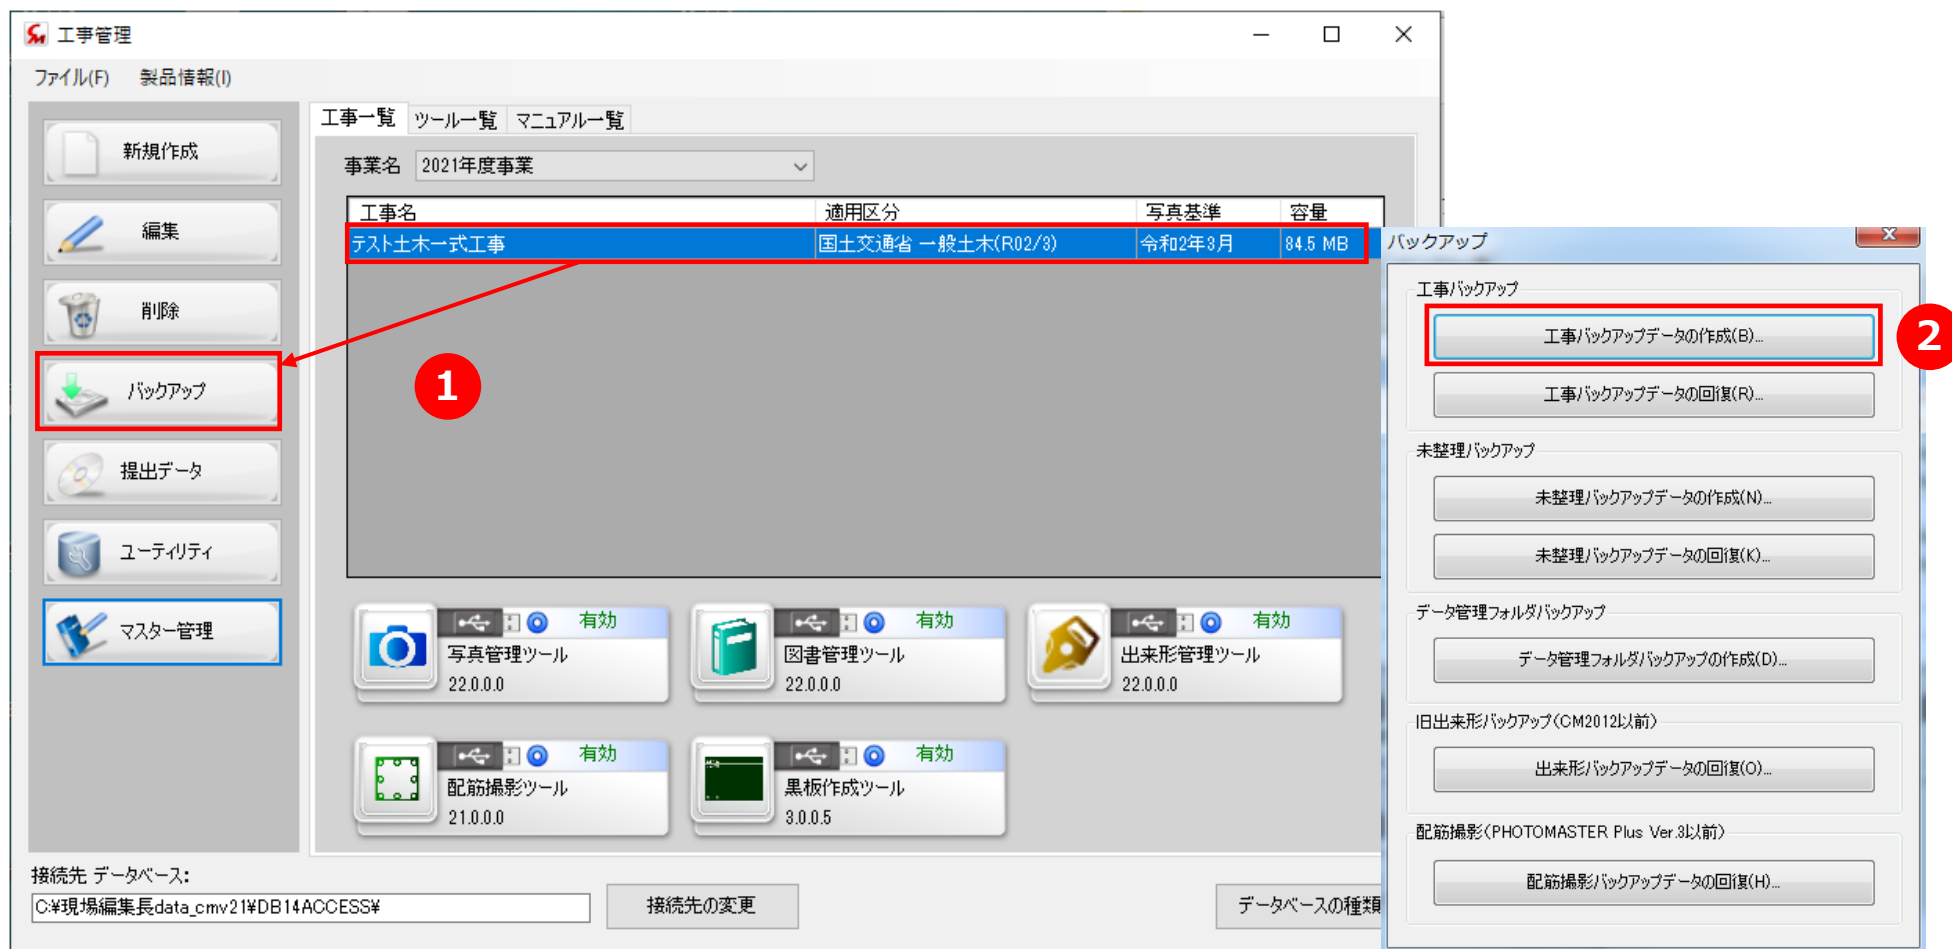 工事管理
ファイル(F) 製品情報(I)
新規作成
編集
削除
バックアップ
提出データ
ユーティリティ
マスター管理
工事一覧 ツール一覧 マニュアル一覧
事業名 2021年度事業
工事名 適用区分 写真基準 容量
テスト土木一式工事 国土交通省 一般土木(R02/3) 令和2年3月 84.5 MB
1
有効
写真管理ツール
22.0.0.0
有効
図書管理ツール
22.0.0.0
有効
出来形管理ツール
22.0.0.0
有効
配筋撮影ツール
21.0.0.0
有効
黒板作成ツール
3.0.0.5
接続先 データベース:
C:¥現場編集長data_cmv21¥DB14ACCESS¥
接続先の変更
データベースの種類
バックアップ
工事バックアップ
工事バックアップデータの作成(B)...
2
工事バックアップデータの回復(R)...
未整理バックアップ
未整理バックアップデータの作成(N)...
未整理バックアップデータの回復(K)...
データ管理フォルダバックアップ
データ管理フォルダバックアップの作成(D)...
旧出来形バックアップ(CM2012以前)
出来形バックアップデータの回復(O)...
配筋撮影(PHOTOMASTER Plus Ver.3以前)
配筋撮影バックアップデータの回復(H)...